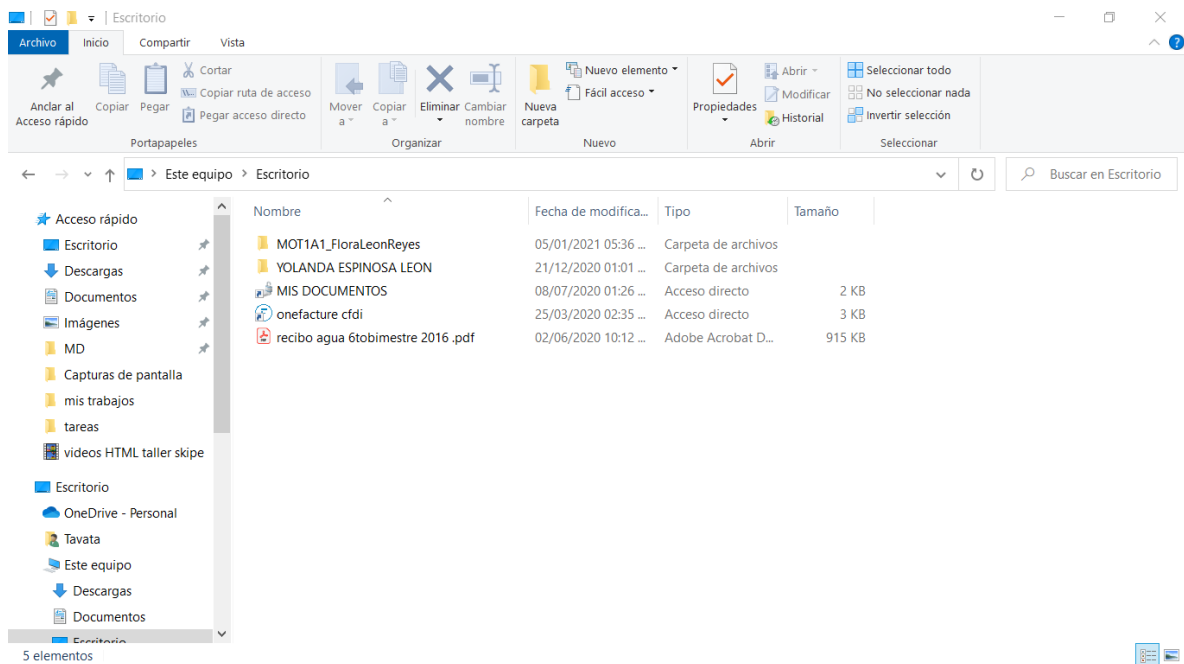 Escritorio
Archivo Inicio Compartir Vista
Anclar al Acceso rápido
Copiar
Pegar
Cortar
Copiar ruta de acceso
Pegar acceso directo
Portapapeles
Mover a
Copiar a
Eliminar
Cambiar nombre
Organizar
Nueva carpeta
Nuevo elemento
Fácil acceso
Nuevo
Propiedades
Abrir
Modificar
Historial
Abrir
Seleccionar todo
No seleccionar nada
Invertir selección
Seleccionar
Este equipo > Escritorio
Buscar en Escritorio
Acceso rápido
Escritorio
Descargas
Documentos
Imágenes
MD
Capturas de pantalla
mis trabajos
tareas
videos HTML taller skipe
Escritorio
OneDrive - Personal
Tavata
Este equipo
Descargas
Documentos
Escritorio
Nombre Fecha de modifica... Tipo Tamaño
MOT1A1_FloraLeonReyes 05/01/2021 05:36 ... Carpeta de archivos
YOLANDA ESPINOSA LEON 21/12/2020 01:01 ... Carpeta de archivos
MIS DOCUMENTOS 08/07/2020 01:26 ... Acceso directo 2 KB
onefacture cfdi 25/03/2020 02:35 ... Acceso directo 3 KB
recibo agua 6tobimestre 2016 .pdf 02/06/2020 10:12 ... Adobe Acrobat D... 915 KB
5 elementos